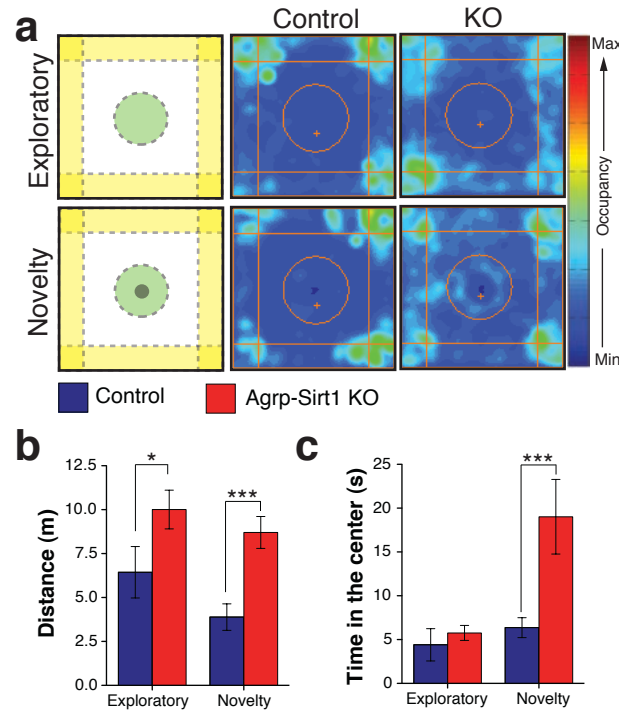 a
Control
KO
Exploratory
Max
Occupancy
Min
Novelty
Control
Agrp-Sirt1 KO
b
Distance (m)
12.5
10.0
7.5
5.0
2.5
0.0
*
***
Exploratory
Novelty
c
Time in the center (s)
25
20
15
10
5
0
***
Exploratory
Novelty